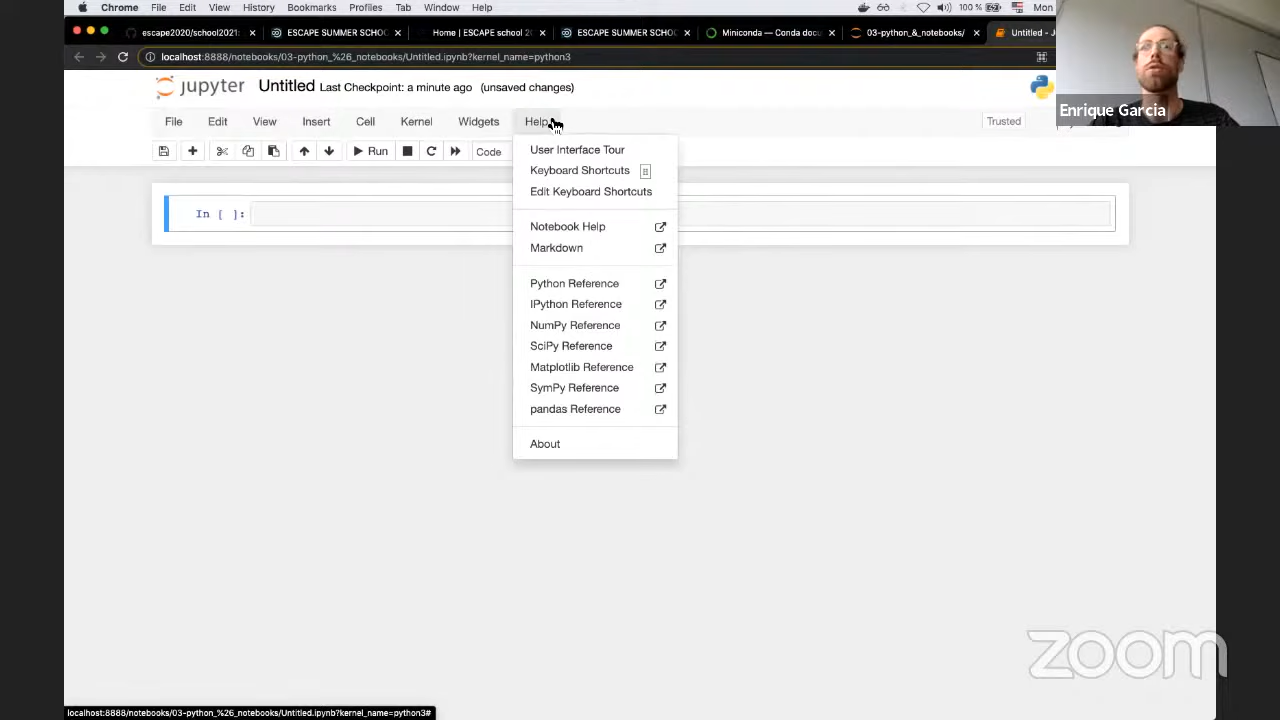 Chrome File Edit View History Bookmarks Profiles Tab Window Help 100 % Mon
escape2020/school2021: ESCAPE SUMMER SCHOO Home | ESCAPE school 20 ESCAPE SUMMER SCHOO Miniconda — Conda docu 03-python_&_notebooks/ Untitled - J
localhost:8888/notebooks/03-python_%26_notebooks/Untitled.ipynb?kernel_name=python3
jupyter Untitled Last Checkpoint: a minute ago (unsaved changes)
Enrique Garcia
File Edit View Insert Cell Kernel Widgets Help Trusted
Run Code
User Interface Tour
Keyboard Shortcuts
Edit Keyboard Shortcuts
In [ ]:
Notebook Help
Markdown
Python Reference
IPython Reference
NumPy Reference
SciPy Reference
Matplotlib Reference
SymPy Reference
pandas Reference
About
zoom
localhost:8888/notebooks/03-python_%26_notebooks/Untitled.ipynb?kernel_name=python3#